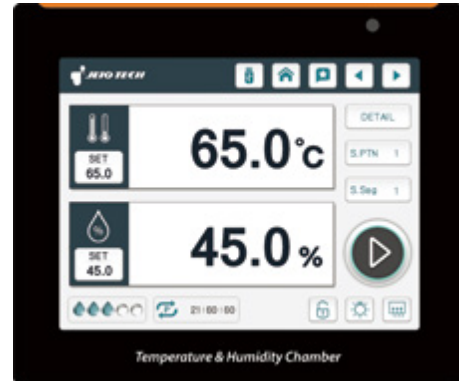 JEIO TECH
DETAIL
65.0°C
SET
65.0
S.PTN 1
S.Seg 1
45.0 %
%
SET
45.0
21:00:00
Temperature & Humidity Chamber